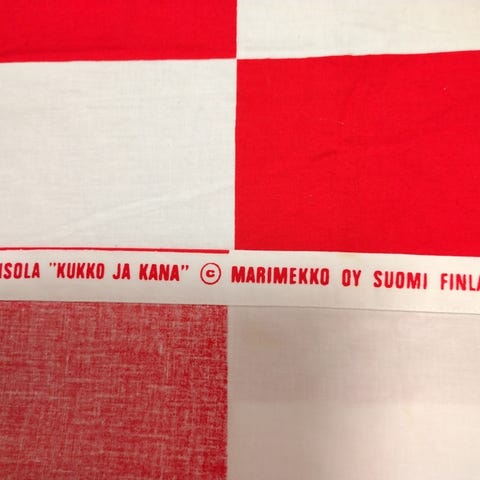 ISOLA "KUKKO JA KANA" © MARIMEKKO OY SUOMI FINLA